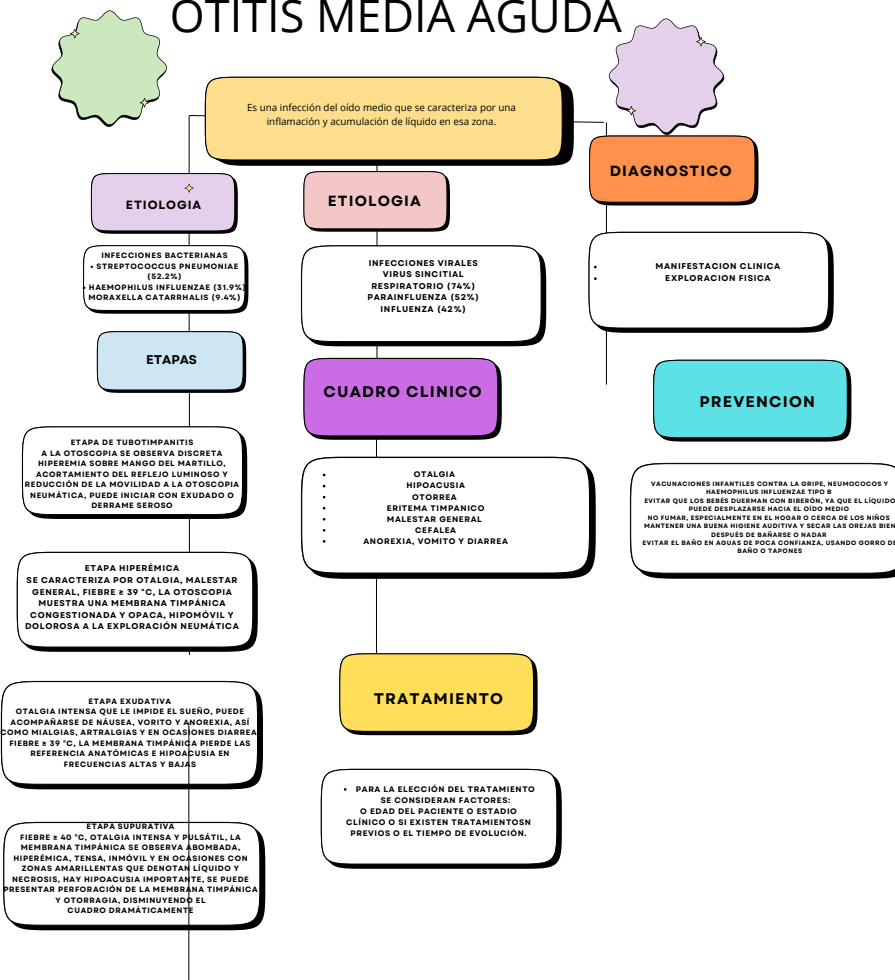 OTITIS MEDIA AGUDA
Es una infección del oído medio que se caracteriza por una
inflamación y acumulación de líquido en esa zona.
ETIOLOGIA
INFECCIONES BACTERIANAS
• STREPTOCOCCUS PNEUMONIAE
(52.2%)
• HAEMOPHILUS INFLUENZAE (31.9%)
MORAXELLA CATARRHALIS (9.4%)
ETAPAS
ETAPA DE TUBOTIMPANITIS
A LA OTOSCOPIA SE OBSERVA DISCRETA
HIPEREMIA SOBRE MANGO DEL MARTILLO,
ACORTAMIENTO DEL REFLEJO LUMINOSO Y
REDUCCIÓN DE LA MOVILIDAD A LA OTOSCOPIA
NEUMÁTICA, PUEDE INICIAR CON EXUDADO O
DERRAME SEROSO
ETAPA HIPERÉMICA
SE CARACTERIZA POR OTALGIA, MALESTAR
GENERAL, FIEBRE ≥ 39 °C, LA OTOSCOPIA
MUESTRA UNA MEMBRANA TIMPÁNICA
CONGESTIONADA Y OPACA, HIPOMÓVIL Y
DOLOROSA A LA EXPLORACIÓN NEUMÁTICA
ETAPA EXUDATIVA
OTALGIA INTENSA QUE LE IMPIDE EL SUEÑO, PUEDE
ACOMPAÑARSE DE NÁUSEA, VORITO Y ANOREXIA, ASÍ
COMO MIALGIAS, ARTRALGIAS Y EN OCASIONES DIARREA
FIEBRE ≥ 39 °C, LA MEMBRANA TIMPÁNICA PIERDE LAS
REFERENCIA ANATÓMICAS E HIPOACUSIA EN
FRECUENCIAS ALTAS Y BAJAS
ETAPA SUPURATIVA
FIEBRE ≥ 40 °C, OTALGIA INTENSA Y PULSÁTIL, LA
MEMBRANA TIMPÁNICA SE OBSERVA ABOMBADA,
HIPERÉMICA, TENSA, INMÓVIL Y EN OCASIONES CON
ZONAS AMARILLENTAS QUE DENOTAN LÍQUIDO Y
NECROSIS, HAY HIPOACUSIA IMPORTANTE, SE PUEDE
PRESENTAR PERFORACIÓN DE LA MEMBRANA TIMPÁNICA
Y OTORRAGIA, DISMINUYENDO EL
CUADRO DRAMÁTICAMENTE
ETIOLOGIA
INFECCIONES VIRALES
VIRUS SINCITIAL
RESPIRATORIO (74%)
PARAINFLUENZA (52%)
INFLUENZA (42%)
CUADRO CLINICO
• OTALGIA
• HIPOACUSIA
• OTORREA
• ERITEMA TIMPANICO
• MALESTAR GENERAL
• CEFALEA
• ANOREXIA, VOMITO Y DIARREA
TRATAMIENTO
• PARA LA ELECCIÓN DEL TRATAMIENTO
SE CONSIDERAN FACTORES:
O EDAD DEL PACIENTE O ESTADIO
CLÍNICO O SI EXISTEN TRATAMIENTOSN
PREVIOS O EL TIEMPO DE EVOLUCIÓN.
DIAGNOSTICO
• MANIFESTACION CLINICA
• EXPLORACION FISICA
PREVENCION
VACUNACIONES INFANTILES CONTRA LA GRIPE, NEUMOCOCOS Y
HAEMOPHILUS INFLUENZAE TIPO B
EVITAR QUE LOS BEBÉS DUERMAN CON BIBERÓN, YA QUE EL LÍQUIDO
PUEDE DESPLAZARSE HACIA EL OÍDO MEDIO
NO FUMAR, ESPECIALMENTE EN EL HOGAR O CERCA DE LOS NIÑOS
MANTENER UNA BUENA HIGIENE AUDITIVA Y SECAR LAS OREJAS BIEN
DESPUÉS DE BAÑARSE O NADAR
EVITAR EL BAÑO EN AGUAS DE POCA CONFIANZA, USANDO GORRO DE
BAÑO O TAPONES